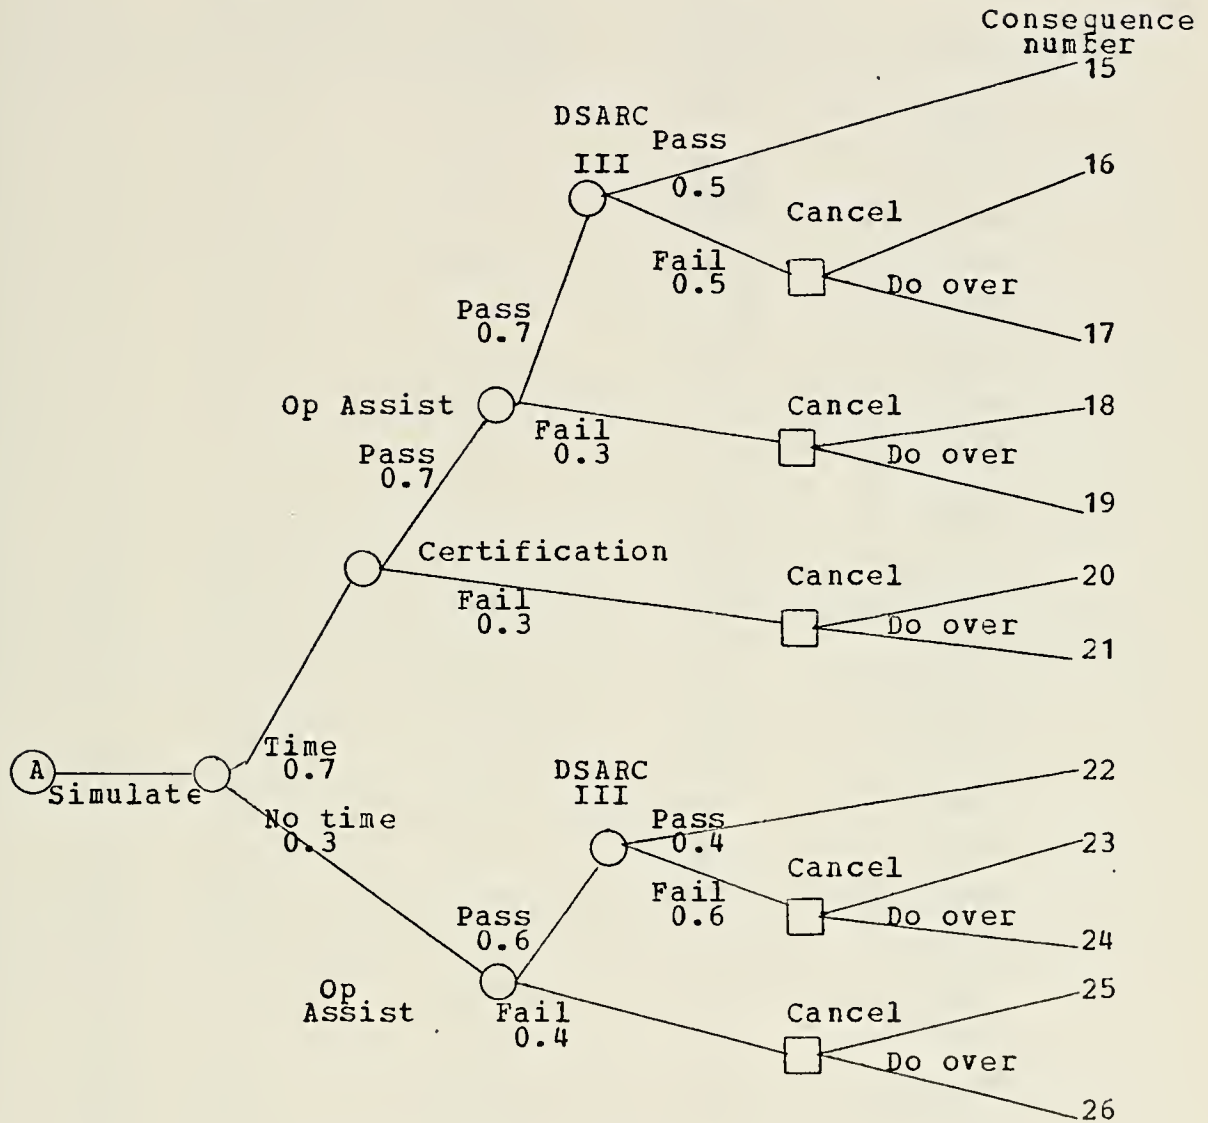 Consequence
number
15
DSARC
Pass
III
0.5
16
Cancel
Fail
0.5
Do over
17
Pass
0.7
Op Assist
Cancel
18
Fail
0.3
Do over
Pass
0.7
19
Certification
Cancel
20
Fail
0.3
Do over
21
Time
0.7
A
Simulate
No time
0.3
DSARC
III
22
Pass
0.4
23
Cancel
Fail
0.6
Do over
24
Pass
0.6
Op
Assist
Fail
0.4
25
Cancel
Do over
26